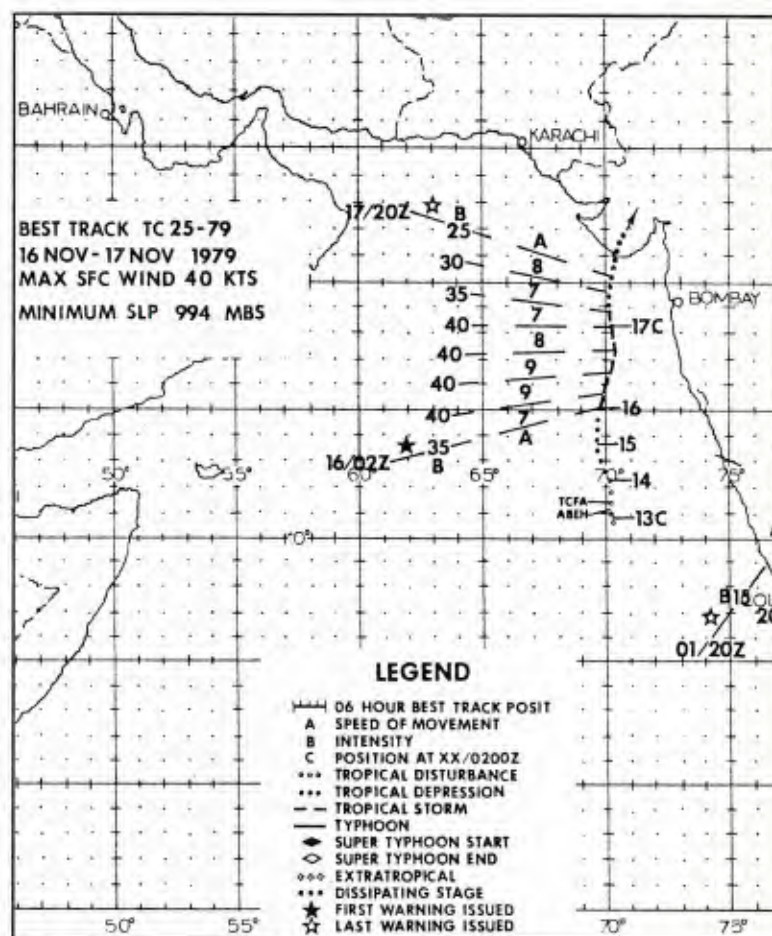 BAHRAIN
KARACHI
17/20Z
B
25
BEST TRACK TC 25-79
16 NOV - 17 NOV 1979
MAX SFC WIND 40 KTS
MINIMUM SLP 994 MBS
A
30
8
35
7
BOMBAY
40
7
17C
40
8
40
9
40
9
16
35
7
A
15
16/02Z
B
50°
55°
60°
65°
70°
75°
14
TCFA
ABEH
13C
B15
20
01/20Z
LEGEND
06 HOUR BEST TRACK POSIT
A SPEED OF MOVEMENT
B INTENSITY
C POSITION AT XX/0200Z
TROPICAL DISTURBANCE
TROPICAL DEPRESSION
TROPICAL STORM
TYPHOON
SUPER TYPHOON START
SUPER TYPHOON END
EXTRATROPICAL
DISSIPATING STAGE
FIRST WARNING ISSUED
LAST WARNING ISSUED
50°
55°
70°
75°